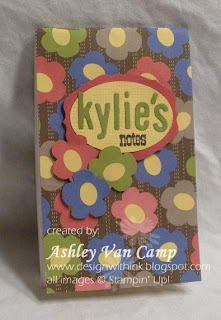 kylie's
notes
created by:
Ashley Van Camp
www.designwithink.blogspot.com
all images © Stampin' Up!